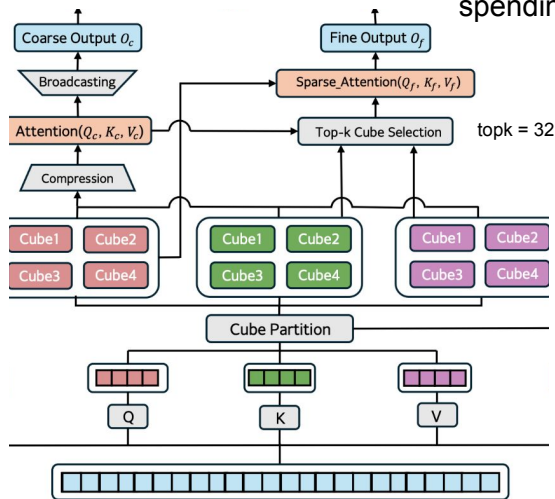 spendin
Coarse Output O_c
Fine Output O_f
Broadcasting
Sparse_Attention(Q_f, K_f, V_f)
Attention(Q_c, K_c, V_c)
Top-k Cube Selection
topk = 32
Compression
Cube1 Cube2 Cube1 Cube2 Cube1 Cube2
Cube3 Cube4 Cube3 Cube4 Cube3 Cube4
Cube Partition
Q K V